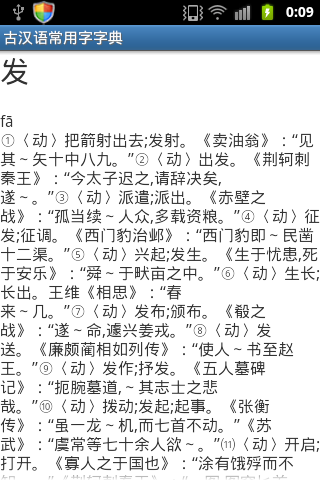 0:09
古汉语常用字字典
发
fā
①〈动〉把箭射出去;发射。《卖油翁》：“见
其～矢十中八九。”②〈动〉出发。《荆轲刺
秦王》：“今太子迟之,请辞决矣,
遂～。”③〈动〉派遣;派出。《赤壁之
战》：“孤当续～人众,多载资粮。”④〈动〉征
发;征调。《西门豹治邺》：“西门豹即～民凿
十二渠。”⑤〈动〉兴起;发生。《生于忧患,死
于安乐》：“舜～于畎亩之中。”⑥〈动〉生长;
长出。王维《相思》：“春
来～几。”⑦〈动〉发布;颁布。《殽之
战》：“遂～命,遽兴姜戎。”⑧〈动〉发
送。《廉颇蔺相如列传》：“使人～书至赵
王。”⑨〈动〉发作;抒发。《五人墓碑
记》：“扼腕墓道,～其志士之悲
哉。”⑩〈动〉拨动;发起;起事。《张衡
传》：“虽一龙～机,而七首不动。”《苏
武》：“虞常等七十余人欲～。”⑾〈动〉开启;
打开。《寡人之于国也》：“涂有饿殍而不